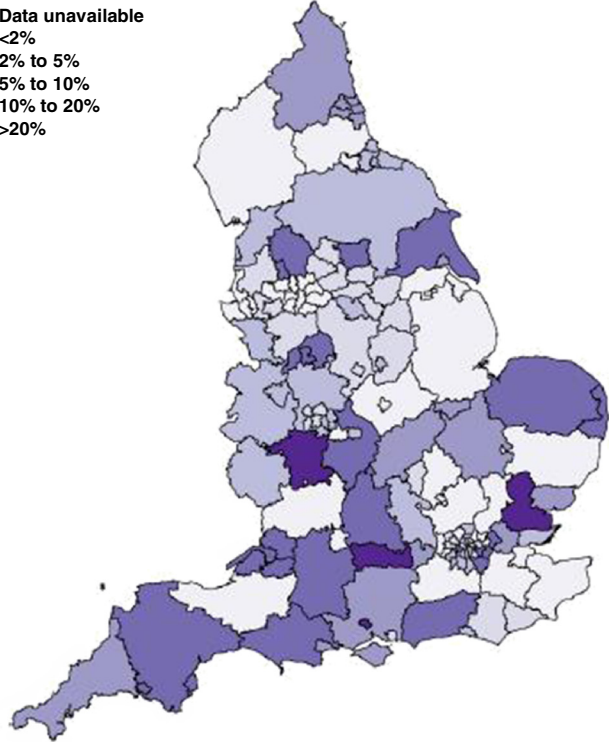 Data unavailable
<2%
2% to 5%
5% to 10%
10% to 20%
>20%